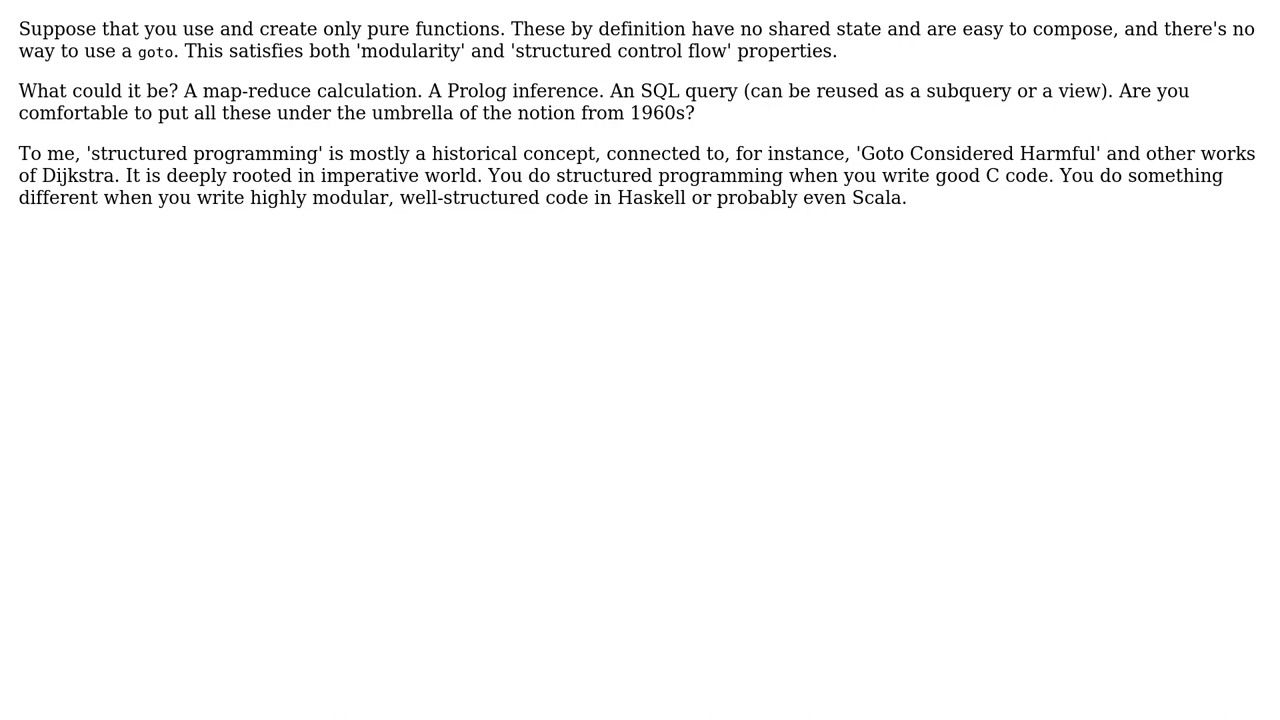 Suppose that you use and create only pure functions. These by definition have no shared state and are easy to compose, and there's no
way to use a goto. This satisfies both 'modularity' and 'structured control flow' properties.
What could it be? A map-reduce calculation. A Prolog inference. An SQL query (can be reused as a subquery or a view). Are you
comfortable to put all these under the umbrella of the notion from 1960s?
To me, 'structured programming' is mostly a historical concept, connected to, for instance, 'Goto Considered Harmful' and other works
of Dijkstra. It is deeply rooted in imperative world. You do structured programming when you write good C code. You do something
different when you write highly modular, well-structured code in Haskell or probably even Scala.